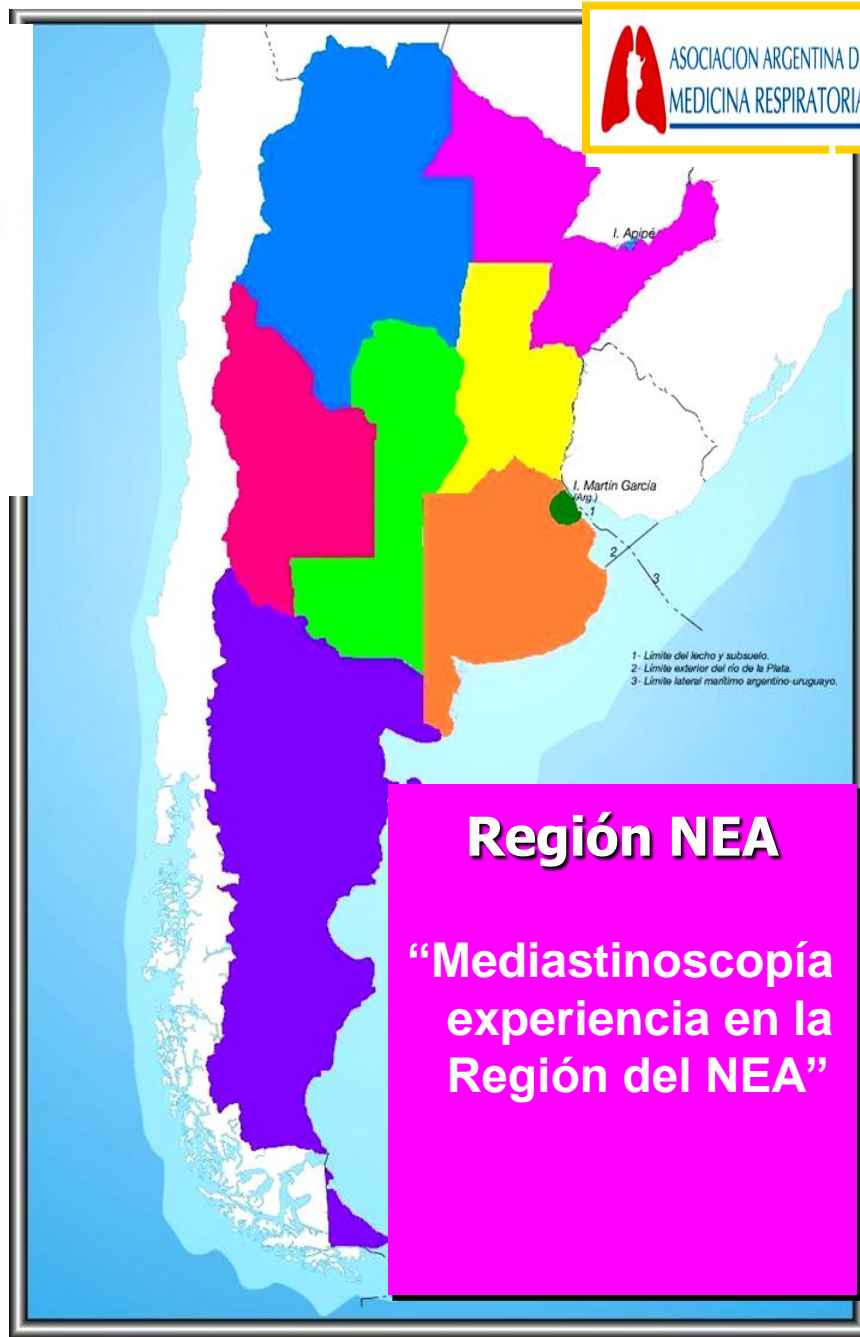 ASOCIACION ARGENTINA D
MEDICINA RESPIRATORIA
I. Apipé
I. Martín García
(Arg.)
1
2
3
1- Límite del lecho y subsuelo.
2- Límite exterior del río de la Plata.
3- Límite lateral marítimo argentino-uruguayo.
Región NEA
“Mediastinoscopía
experiencia en la
Región del NEA”